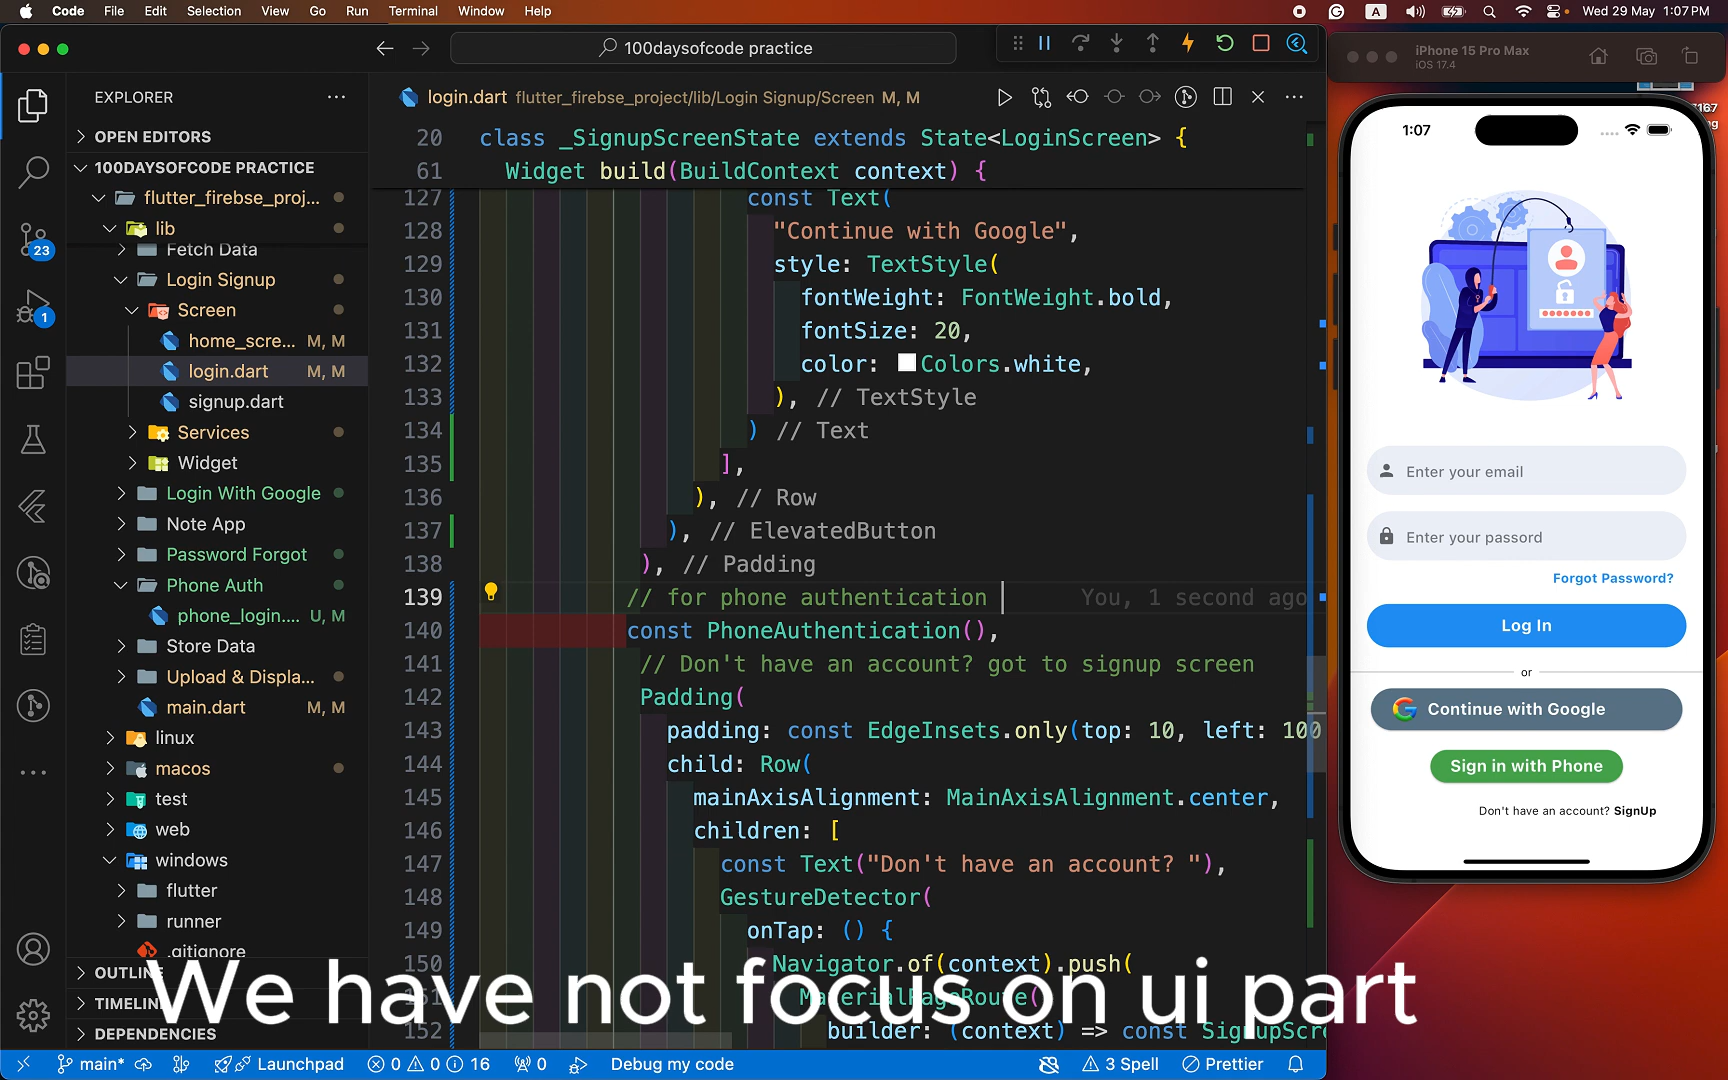 Code File Edit Selection View Go Run Terminal Window Help A Wed 29 May 1:07 PM
100daysofcode practice
iPhone 15 Pro Max
iOS 17.4
EXPLORER
OPEN EDITORS
100DAYSOFCODE PRACTICE
flutter_firebse_proj...
lib
Fetch Data
Login Signup
Screen
home_scre... M, M
login.dart M, M
signup.dart
Services
Widget
Login With Google
Note App
Password Forgot
Phone Auth
phone_login.... U, M
Store Data
Upload & Displa...
main.dart M, M
linux
macos
test
web
windows
flutter
runner
.gitignore
OUTLINE
TIMELIN
DEPENDENCIES
23
1
login.dart flutter_firebse_project/lib/Login Signup/Screen M, M
20 class _SignupScreenState extends State<LoginScreen> {
61 Widget build(BuildContext context) {
127 const Text(
128 "Continue with Google",
129 style: TextStyle(
130 fontWeight: FontWeight.bold,
131 fontSize: 20,
132 color: Colors.white,
133 ), // TextStyle
134 ) // Text
135 ],
136 ), // Row
137 ), // ElevatedButton
138 ), // Padding
139 // for phone authentication You, 1 second ago
140 const PhoneAuthentication(),
141 // Don't have an account? got to signup screen
142 Padding(
143 padding: const EdgeInsets.only(top: 10, left: 100
144 child: Row(
145 mainAxisAlignment: MainAxisAlignment.center,
146 children: [
147 const Text("Don't have an account? "),
148 GestureDetector(
149 onTap: () {
150 Navigator.of(context).push(
151 MaterialPageRoute(
152 builder: (context) => const SignupScre
We have not focus on ui part
1:07
Enter your email
Enter your passord
Forgot Password?
Log In
or
Continue with Google
Sign in with Phone
Don't have an account? SignUp
main* Launchpad 0 0 16 0 Debug my code 3 Spell Prettier